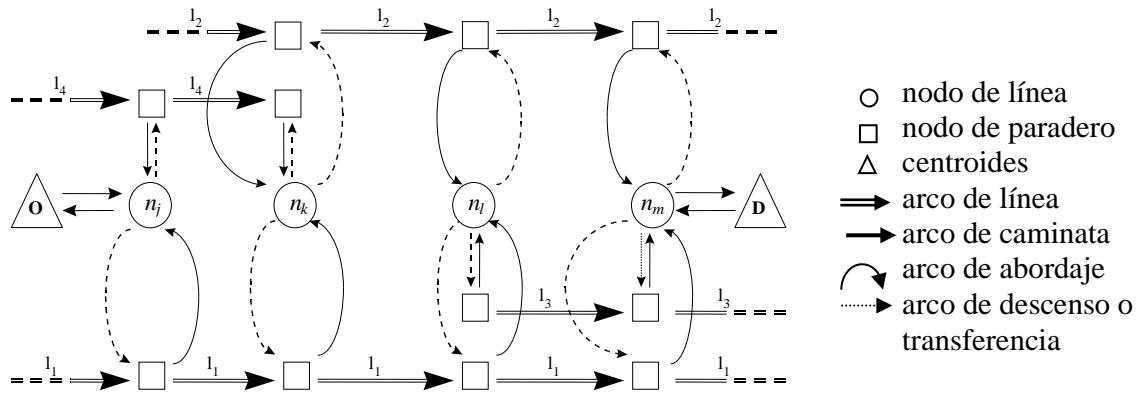 l2 l2 l2
l4 l4
O nj nk nl nm D
l3 l3
l1 l1 l1 l1 l1
nodo de línea
nodo de paradero
centroides
arco de línea
arco de caminata
arco de abordaje
arco de descenso o
transferencia